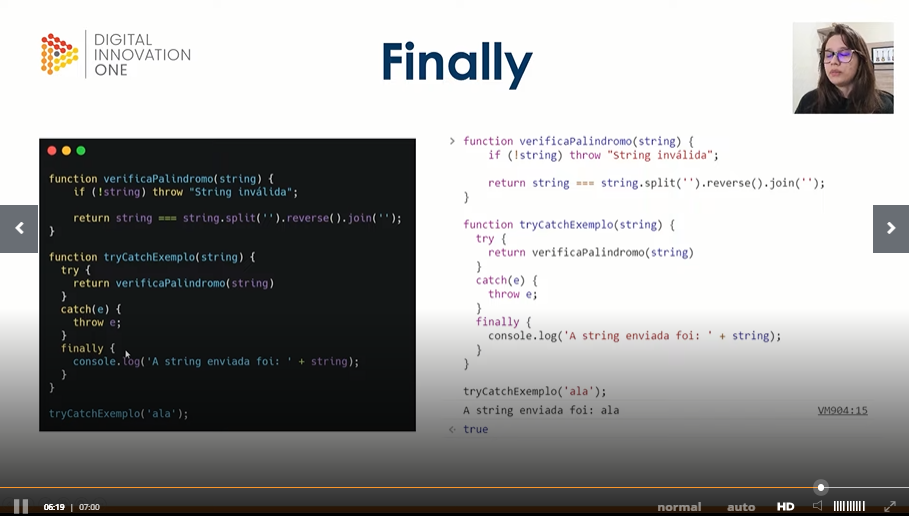 DIGITAL
INNOVATION
ONE
Finally
function verificaPalindromo(string) {
if (!string) throw "String inválida";
return string === string.split('').reverse().join('');
}
function tryCatchExemplo(string) {
try {
return verificaPalindromo(string)
}
catch(e) {
throw e;
}
finally {
console.log('A string enviada foi: ' + string);
}
}
tryCatchExemplo('ala');
> function verificaPalindromo(string) {
if (!string) throw "String inválida";
return string === string.split('').reverse().join('');
}
function tryCatchExemplo(string) {
try {
return verificaPalindromo(string)
}
catch(e) {
throw e;
}
finally {
console.log('A string enviada foi: ' + string);
}
}
tryCatchExemplo('ala');
A string enviada foi: ala VM904:15
true
06:19 | 07:00 normal auto HD